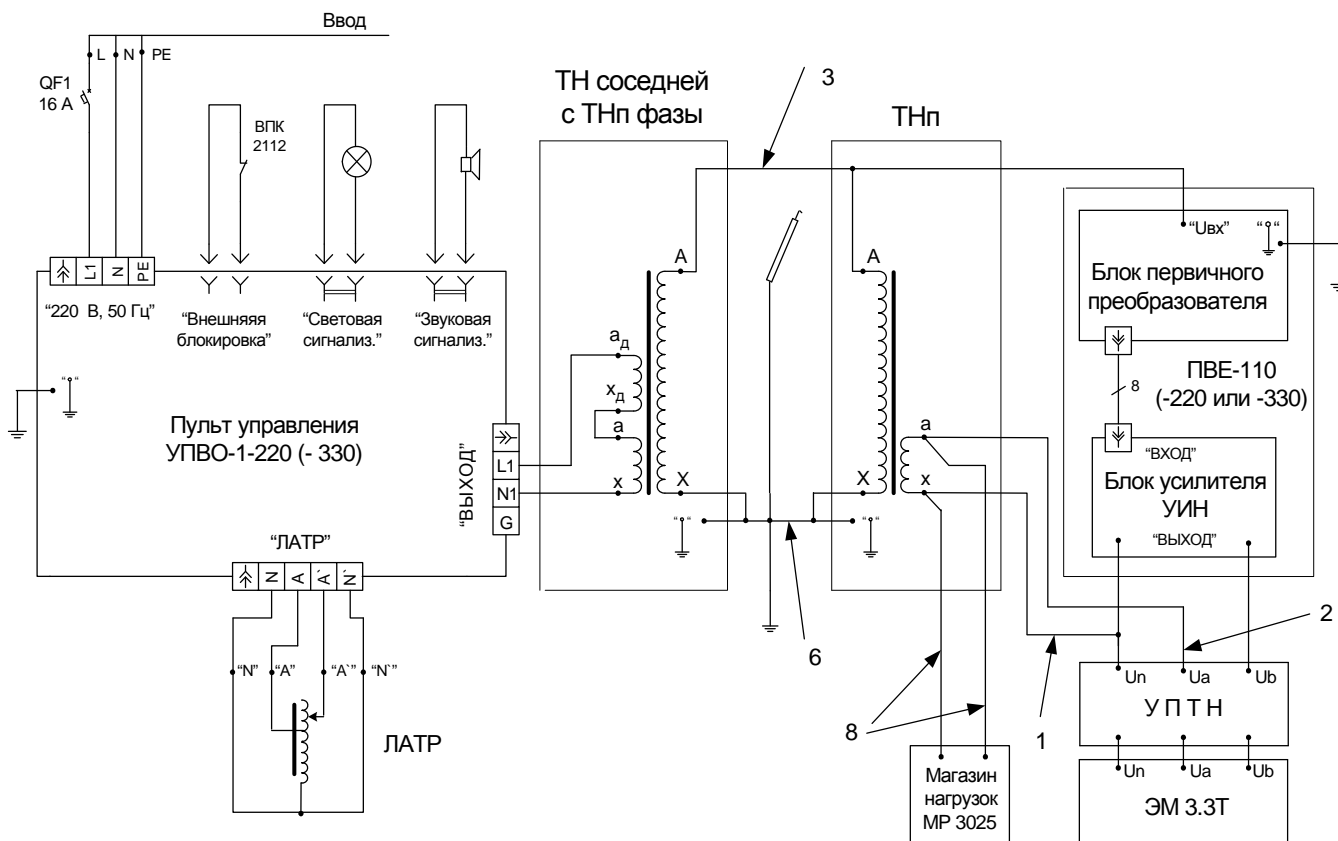 Ввод
L N PE
QF1
16 А
ВПК
2112
L1
N
PE
“220 В, 50 Гц”
“Внешняяя
блокировка”
“Световая
сигнализ.”
“Звуковая
сигнализ.”
Пульт управления
УПВО-1-220 (- 330)
“ВЫХОД”
L1
N1
G
“ЛАТР”
N
A
A`
N`
“N” “A” “A`” “N`”
ЛАТР
ТН соседней
с ТНп фазы
A
aд
xд
a
x
X
3
6
ТНп
A
X
a
x
8
Магазин
нагрузок
МР 3025
“Uвх”
Блок первичного
преобразователя
8
ПВЕ-110
(-220 или -330)
“ВХОД”
Блок усилителя
УИН
“ВЫХОД”
2
1
Un Ua Ub
У П Т Н
Un Ua Ub
ЭМ 3.3Т